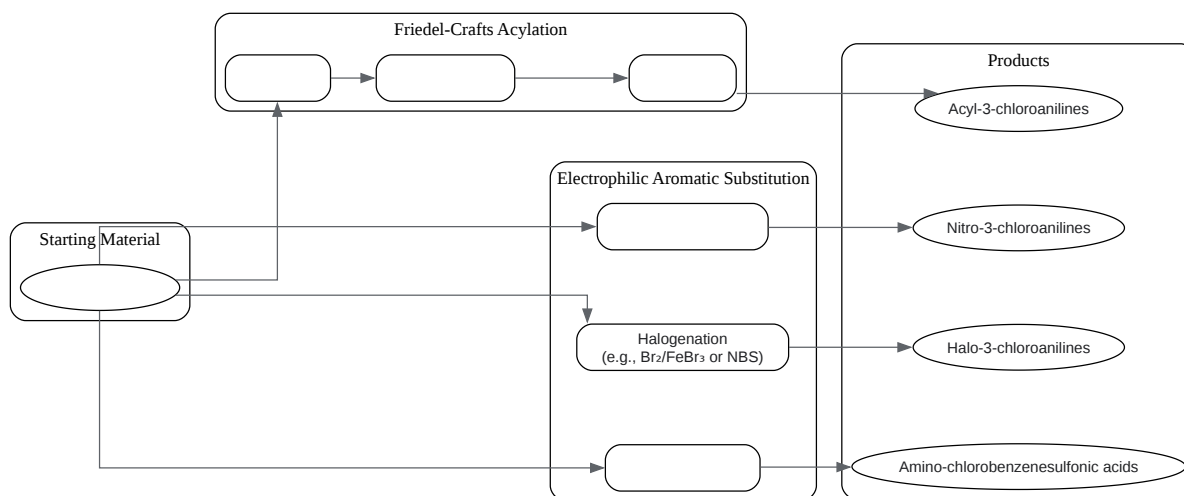 Friedel-Crafts Acylation
Products
Acyl-3-chloroanilines
Electrophilic Aromatic Substitution
Starting Material
Nitro-3-chloroanilines
Halogenation
(e.g., Br₂/FeBr₃ or NBS)
Halo-3-chloroanilines
Amino-chlorobenzenesulfonic acids